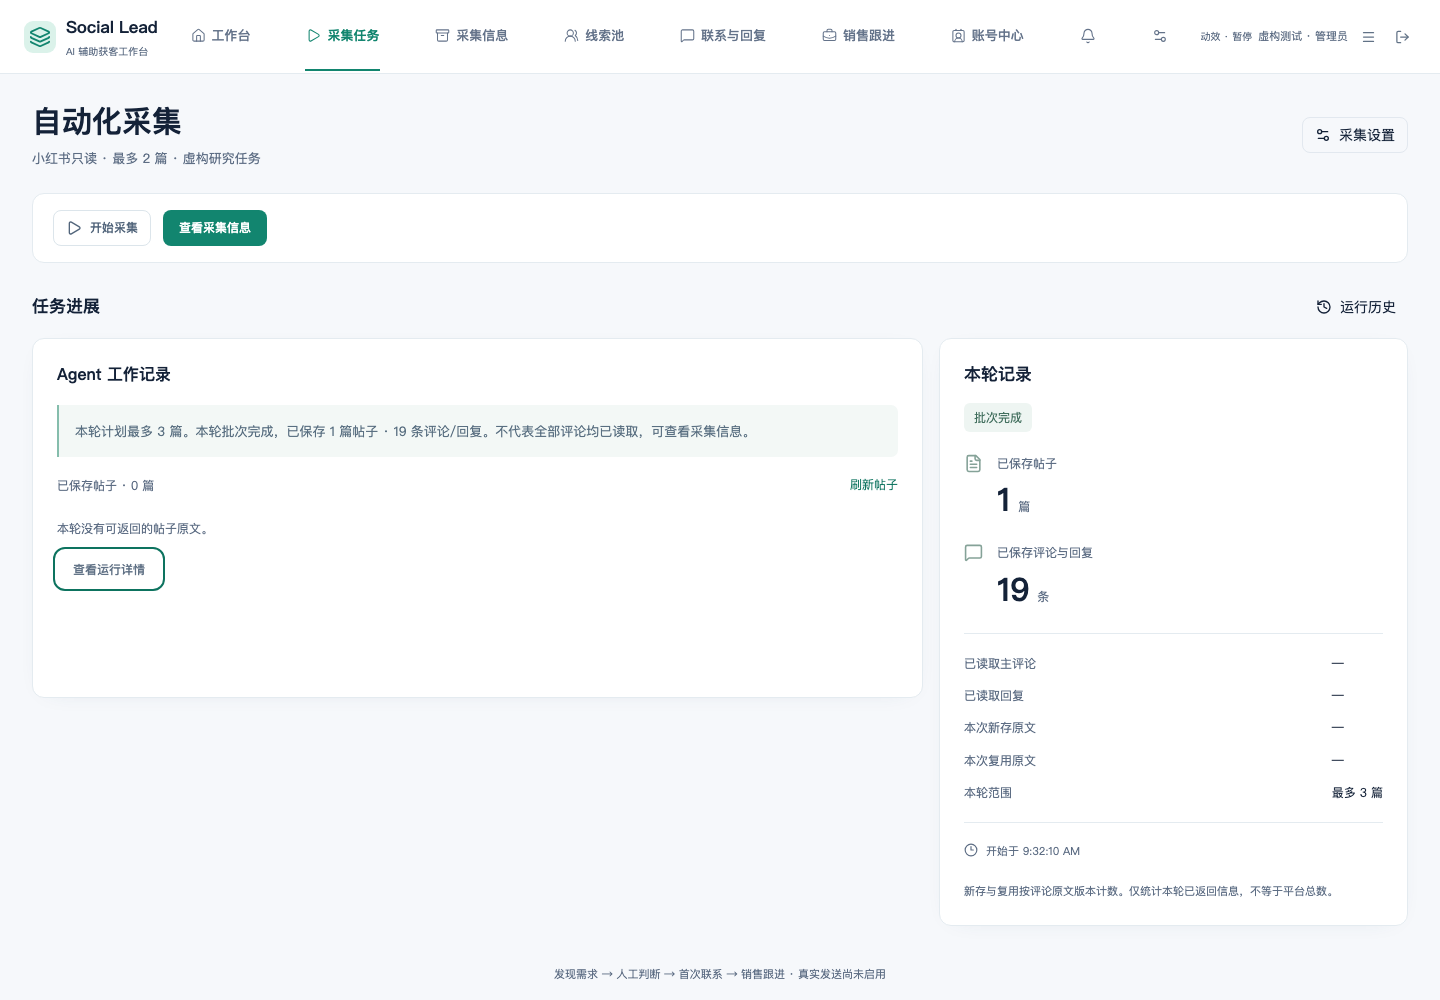 Social Lead
AI 辅助获客工作台
工作台
采集任务
采集信息
线索池
联系与回复
销售跟进
账号中心
动效 · 暂停
虚构测试 · 管理员
自动化采集
小红书只读 · 最多 2 篇 · 虚构研究任务
采集设置
开始采集
查看采集信息
任务进展
运行历史
Agent 工作记录
本轮计划最多 3 篇。本轮批次完成，已保存 1 篇帖子 · 19 条评论/回复。不代表全部评论均已读取，可查看采集信息。
已保存帖子 · 0 篇
刷新帖子
本轮没有可返回的帖子原文。
查看运行详情
本轮记录
批次完成
已保存帖子
1 篇
已保存评论与回复
19 条
已读取主评论 —
已读取回复 —
本次新存原文 —
本次复用原文 —
本轮范围 最多 3 篇
开始于 9:32:10 AM
新存与复用按评论原文版本计数。仅统计本轮已返回信息，不等于平台总数。
发现需求 → 人工判断 → 首次联系 → 销售跟进 · 真实发送尚未启用